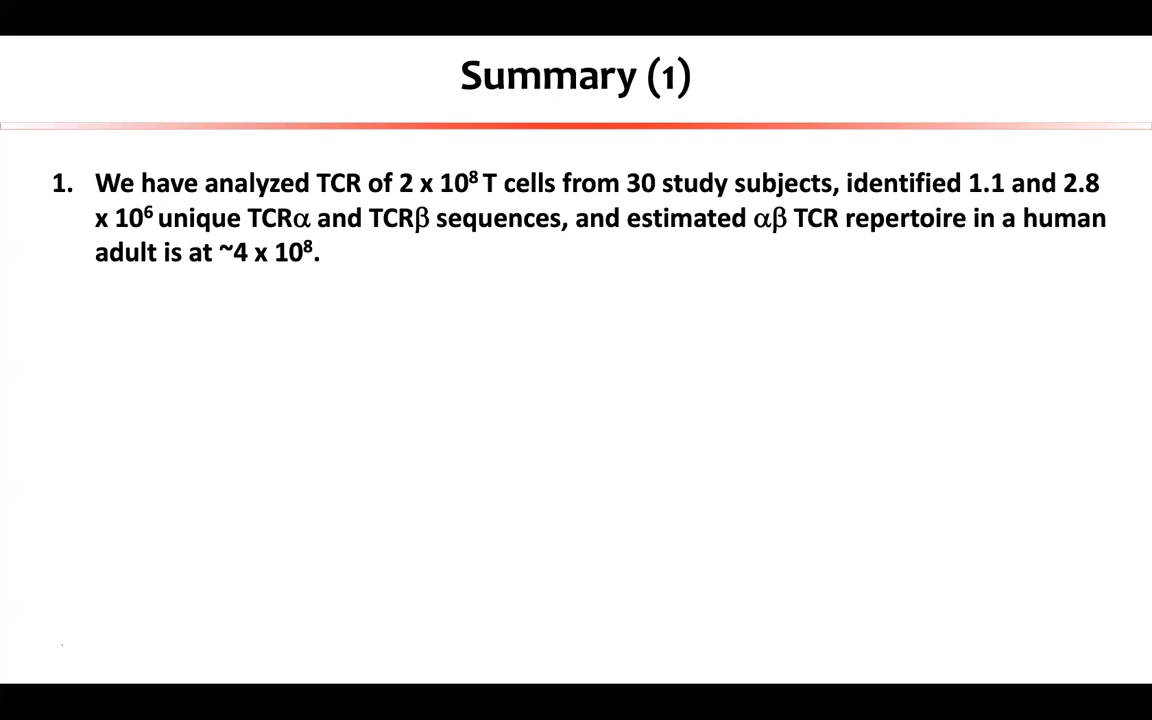 Summary (1)
1. We have analyzed TCR of 2 x 10⁸ T cells from 30 study subjects, identified 1.1 and 2.8
x 10⁶ unique TCRα and TCRβ sequences, and estimated αβ TCR repertoire in a human
adult is at ~4 x 10⁸.